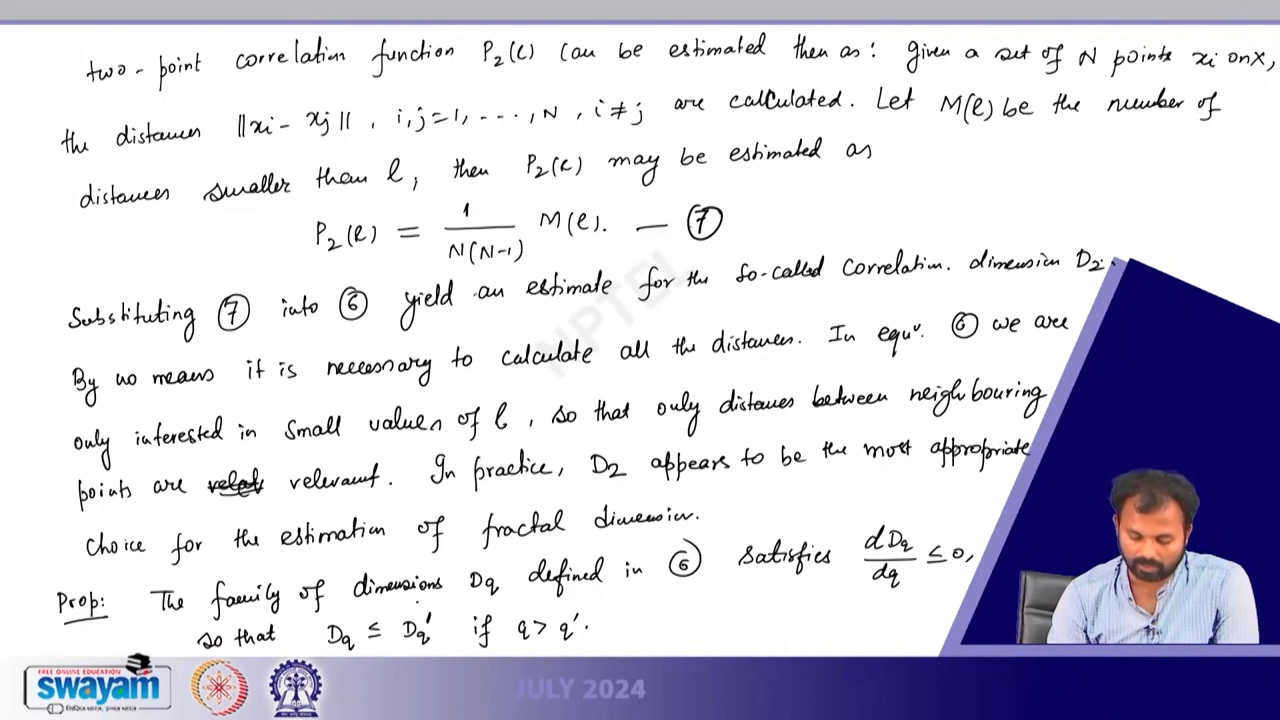 two-point correlation function P₂(l) can be estimated then as: given a set of N points xi on X,
the distances ||xi - xj||, i,j=1, ..., N, i≠j are calculated. Let M(l) be the number of
distances smaller than l, then P₂(l) may be estimated as
P₂(l) = 1/N(N-1) M(l). — ⑦
Substituting ⑦ into ⑥ yield an estimate for the so-called correlation. dimension D₂.
By no means it is necessary to calculate all the distances. In equⁿ. ⑥ we are
only interested in small values of l, so that only distances between neighbouring
points are relevant. In practice, D₂ appears to be the most appropriate
choice for the estimation of fractal dimension.
Prop: The family of dimensions Dq defined in ⑥ satisfies dDq/dq ≤ 0,
so that Dq ≤ Dq' if q > q'.
NPTEL
FREE ONLINE EDUCATION
swayam
JULY 2024